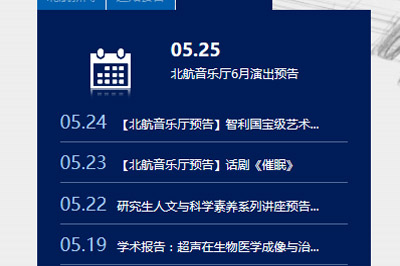 05.25
北航音乐厅6月演出预告
05.24 【北航音乐厅预告】智利国宝级艺术...
05.23 【北航音乐厅预告】话剧《催眠》
05.22 研究生人文与科学素养系列讲座预告...
05.19 学术报告：超声在生物医学成像与治...